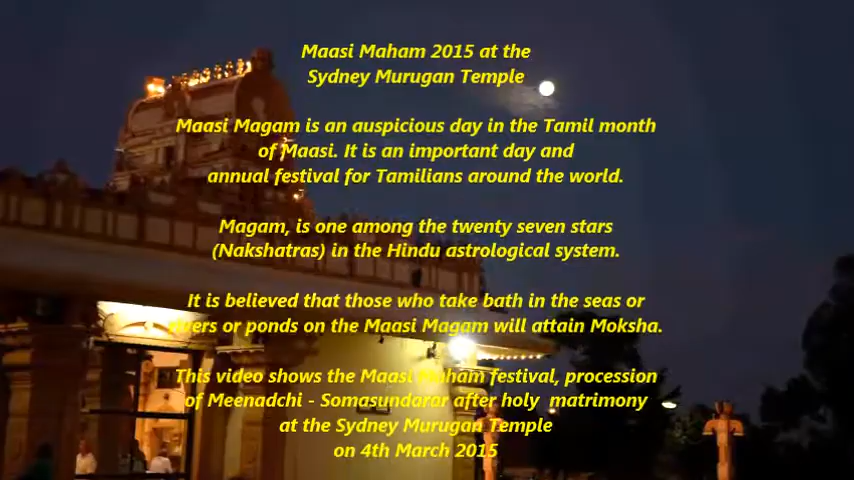 Maasi Maham 2015 at the
Sydney Murugan Temple
Maasi Magam is an auspicious day in the Tamil month
of Maasi. It is an important day and
annual festival for Tamilians around the world.
Magam, is one among the twenty seven stars
(Nakshatras) in the Hindu astrological system.
It is believed that those who take bath in the seas or
rivers or ponds on the Maasi Magam will attain Moksha.
This video shows the Maasi Maham festival, procession
of Meenadchi - Somasundarar after holy matrimony
at the Sydney Murugan Temple
on 4th March 2015